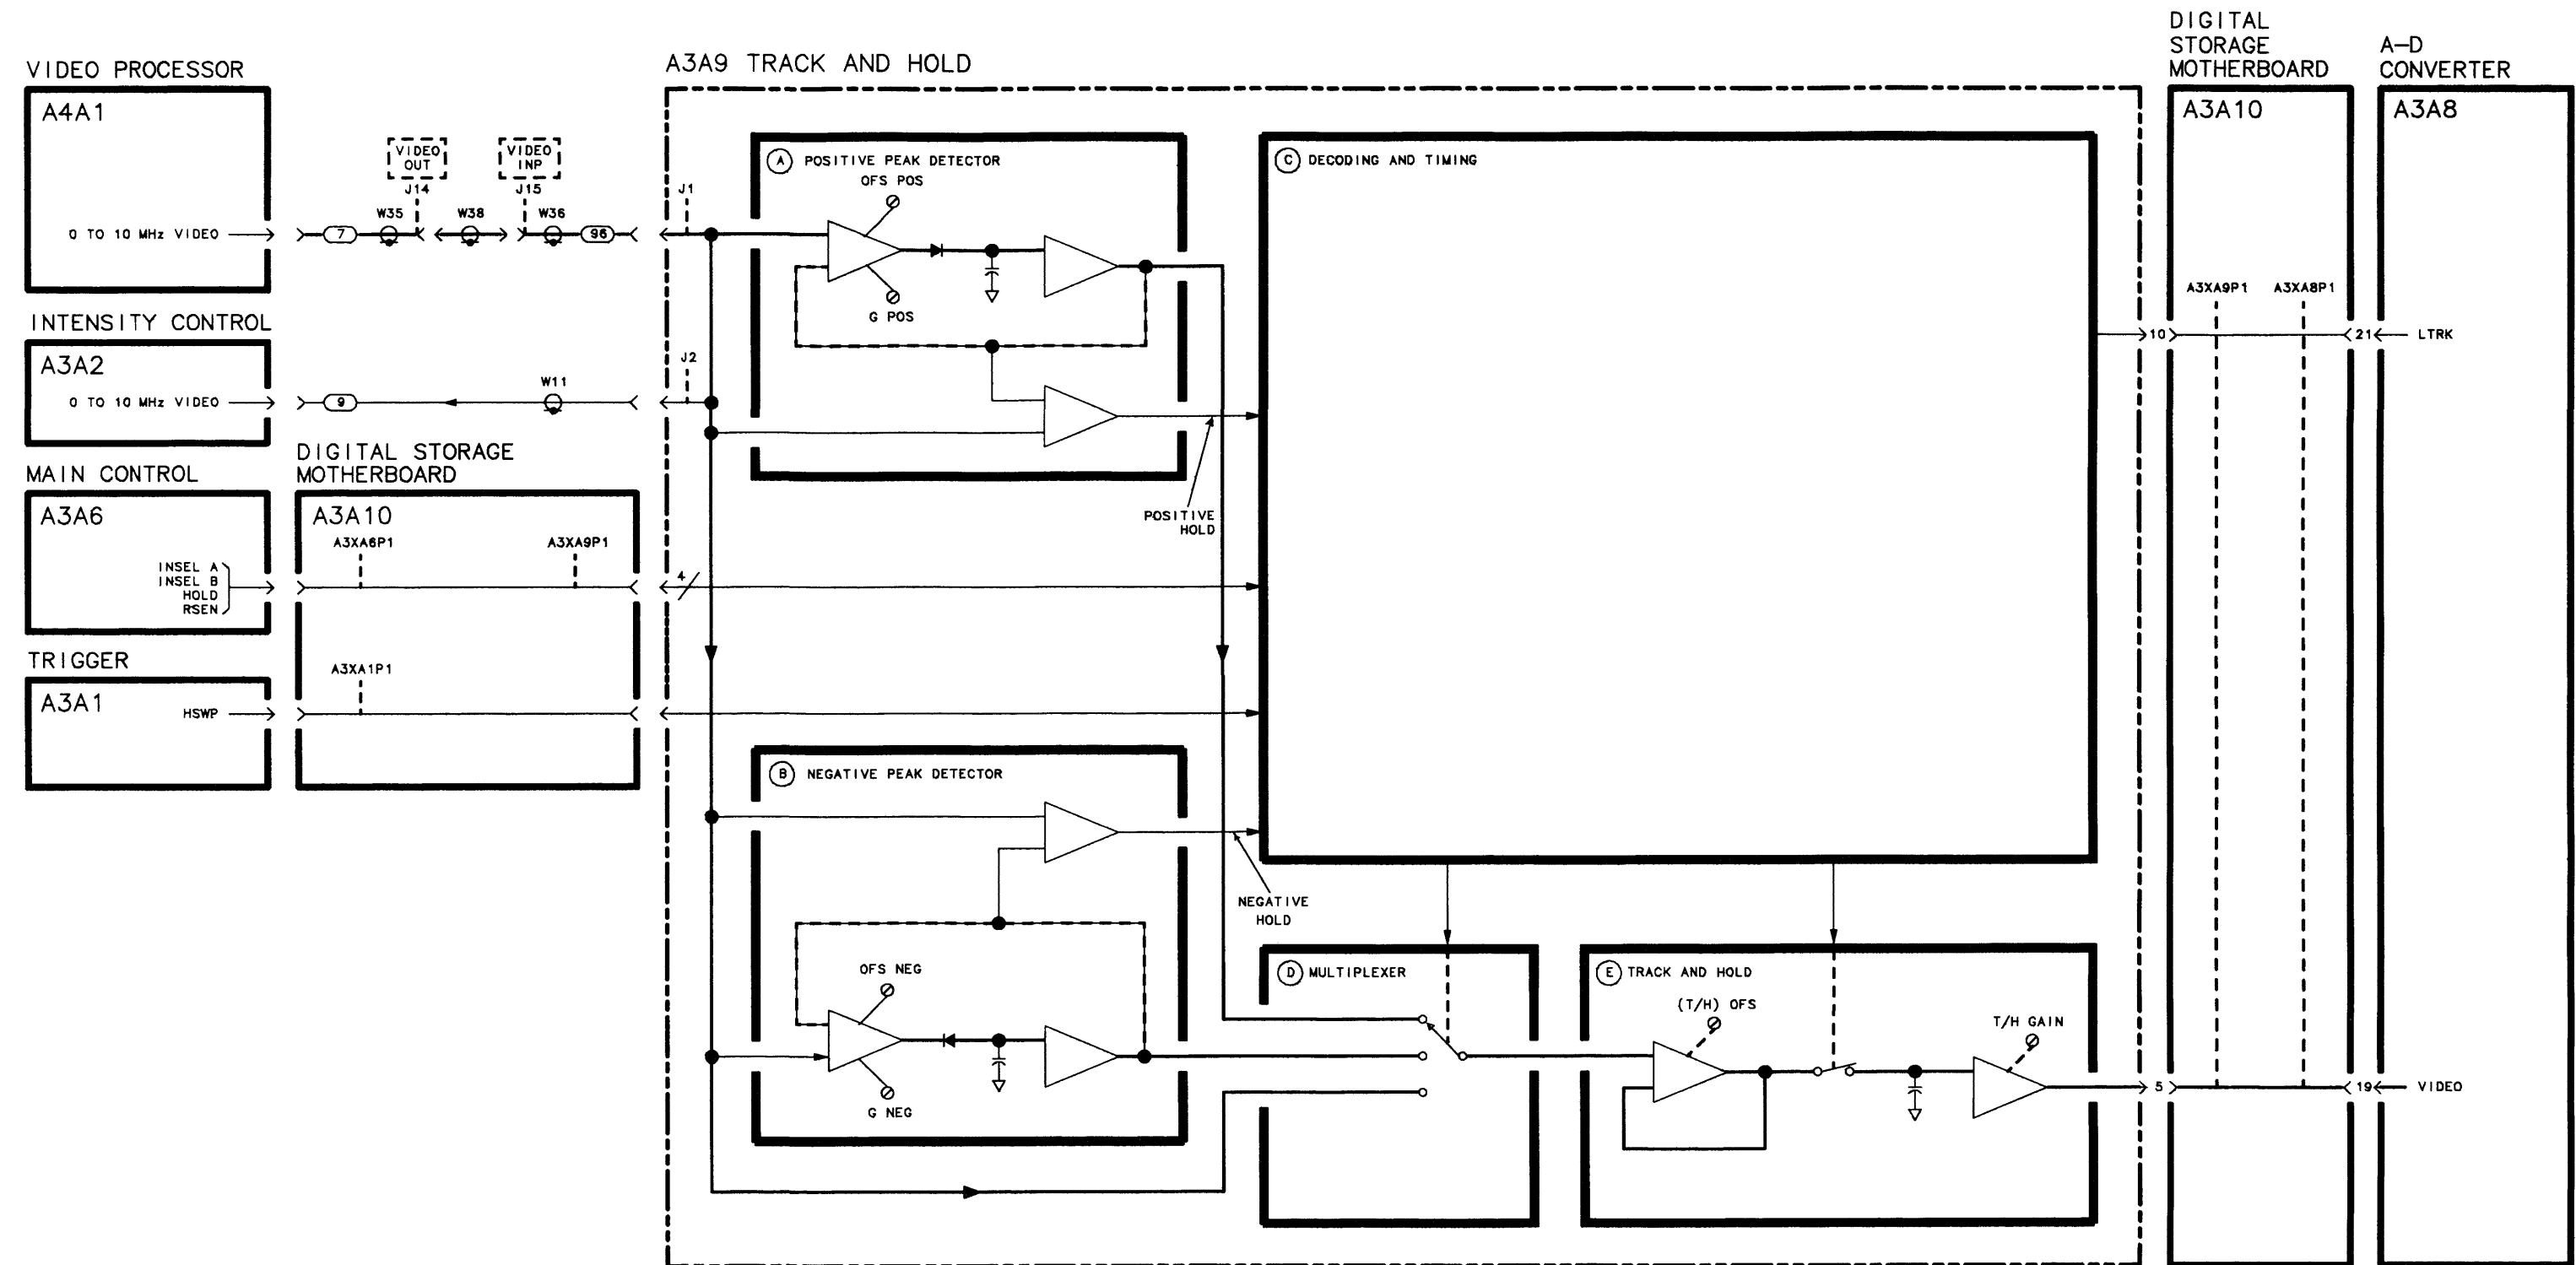 VIDEO PROCESSOR
A4A1
0 TO 10 MHz VIDEO
7
W35
VIDEO
OUT
J14
W38
VIDEO
INP
J15
W36
96
INTENSITY CONTROL
A3A2
0 TO 10 MHz VIDEO
9
W11
MAIN CONTROL
A3A6
INSEL A
INSEL B
HOLD
RSEN
DIGITAL STORAGE
MOTHERBOARD
A3A10
A3XA6P1
A3XA9P1
A3XA1P1
TRIGGER
A3A1
HSWP
A3A9 TRACK AND HOLD
J1
J2
4
A POSITIVE PEAK DETECTOR
OFS POS
G POS
POSITIVE
HOLD
B NEGATIVE PEAK DETECTOR
OFS NEG
G NEG
NEGATIVE
HOLD
C DECODING AND TIMING
D MULTIPLEXER
E TRACK AND HOLD
(T/H) OFS
T/H GAIN
DIGITAL
STORAGE
MOTHERBOARD
A3A10
A3XA9P1
A3XA8P1
10
21
5
19
A-D
CONVERTER
A3A8
LTRK
VIDEO